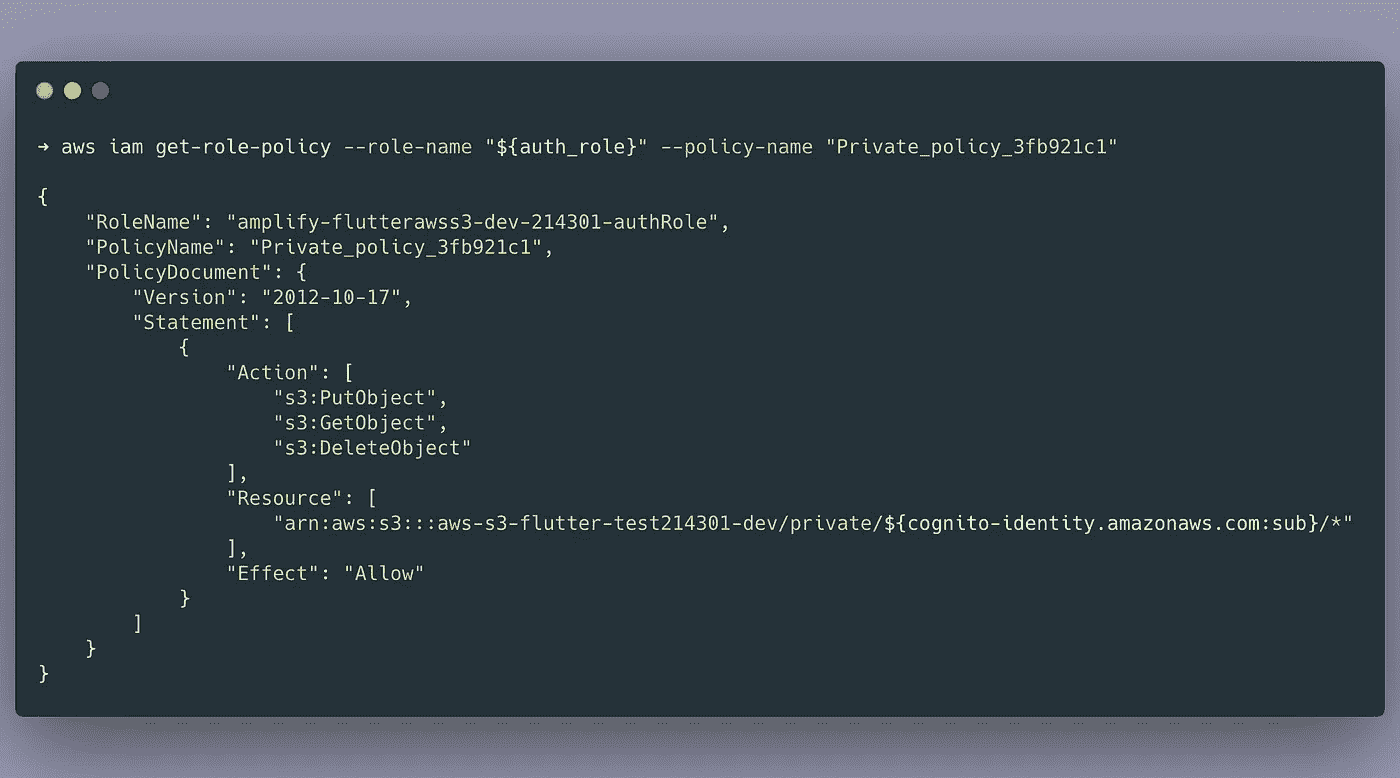 → aws iam get-role-policy --role-name "${auth_role}" --policy-name "Private_policy_3fb921c1"
{
    "RoleName": "amplify-flutterawss3-dev-214301-authRole",
    "PolicyName": "Private_policy_3fb921c1",
    "PolicyDocument": {
        "Version": "2012-10-17",
        "Statement": [
            {
                "Action": [
                    "s3:PutObject",
                    "s3:GetObject",
                    "s3:DeleteObject"
                ],
                "Resource": [
                    "arn:aws:s3:::aws-s3-flutter-test214301-dev/private/${cognito-identity.amazonaws.com:sub}/*"
                ],
                "Effect": "Allow"
            }
        ]
    }
}